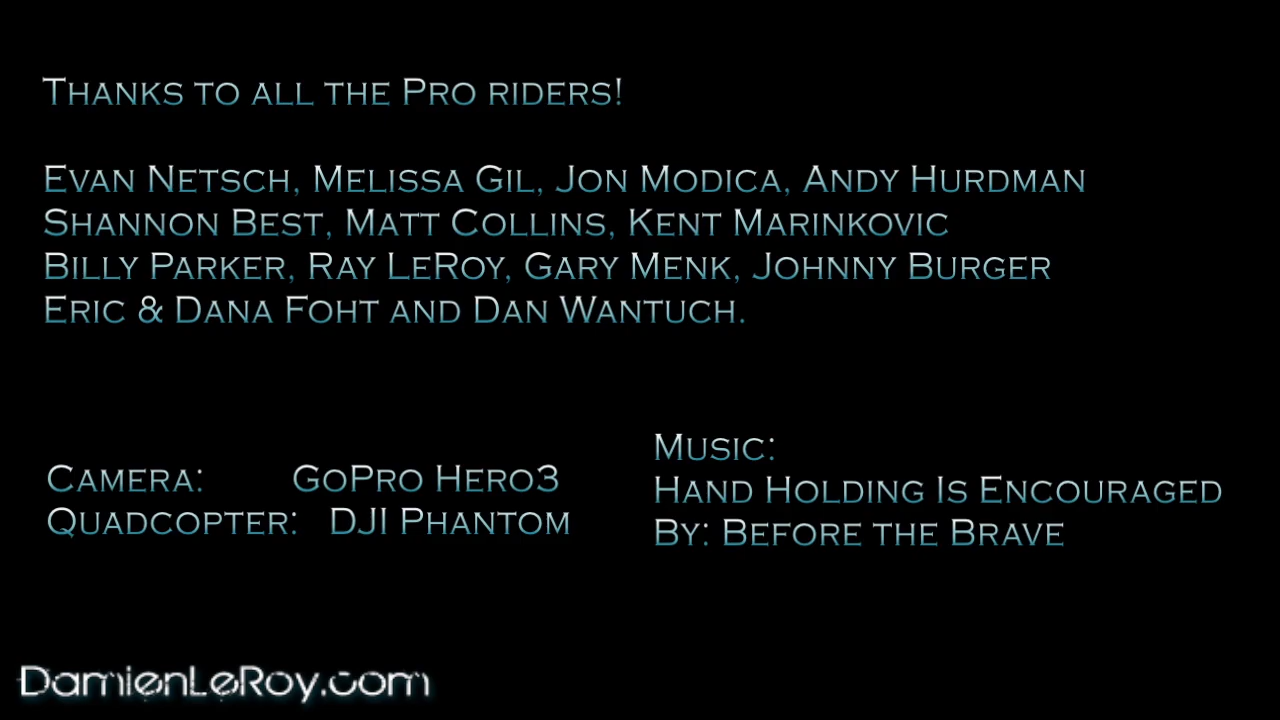 Thanks to all the Pro riders!
Evan Netsch, Melissa Gil, Jon Modica, Andy Hurdman
Shannon Best, Matt Collins, Kent Marinkovic
Billy Parker, Ray LeRoy, Gary Menk, Johnny Burger
Eric & Dana Foht and Dan Wantuch.
Camera: GoPro Hero3
Quadcopter: DJI Phantom
Music:
Hand Holding Is Encouraged
By: Before the Brave
DamienLeRoy.com